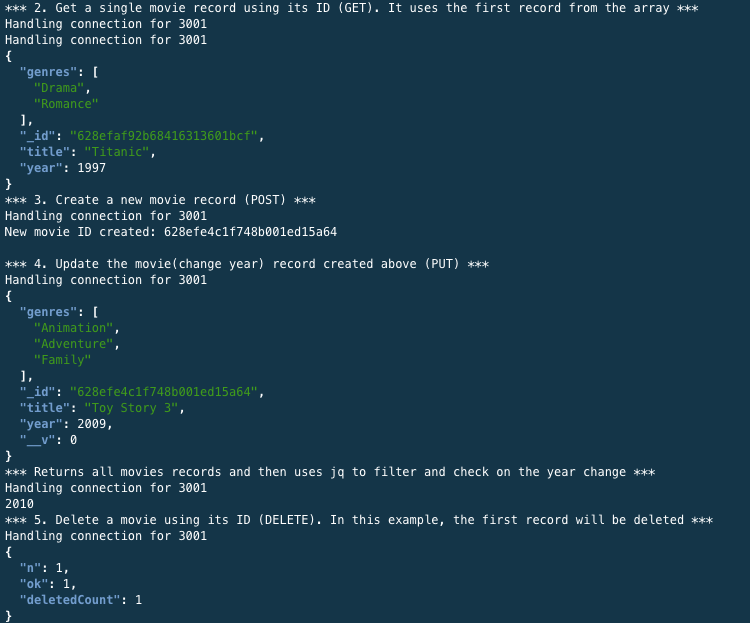 *** 2. Get a single movie record using its ID (GET). It uses the first record from the array ***
Handling connection for 3001
Handling connection for 3001
{
  "genres": [
    "Drama",
    "Romance"
  ],
  "_id": "628efaf92b68416313601bcf",
  "title": "Titanic",
  "year": 1997
}
*** 3. Create a new movie record (POST) ***
Handling connection for 3001
New movie ID created: 628efe4c1f748b001ed15a64

*** 4. Update the movie(change year) record created above (PUT) ***
Handling connection for 3001
{
  "genres": [
    "Animation",
    "Adventure",
    "Family"
  ],
  "_id": "628efe4c1f748b001ed15a64",
  "title": "Toy Story 3",
  "year": 2009,
  "__v": 0
}
*** Returns all movies records and then uses jq to filter and check on the year change ***
Handling connection for 3001
2010
*** 5. Delete a movie using its ID (DELETE). In this example, the first record will be deleted ***
Handling connection for 3001
{
  "n": 1,
  "ok": 1,
  "deletedCount": 1
}